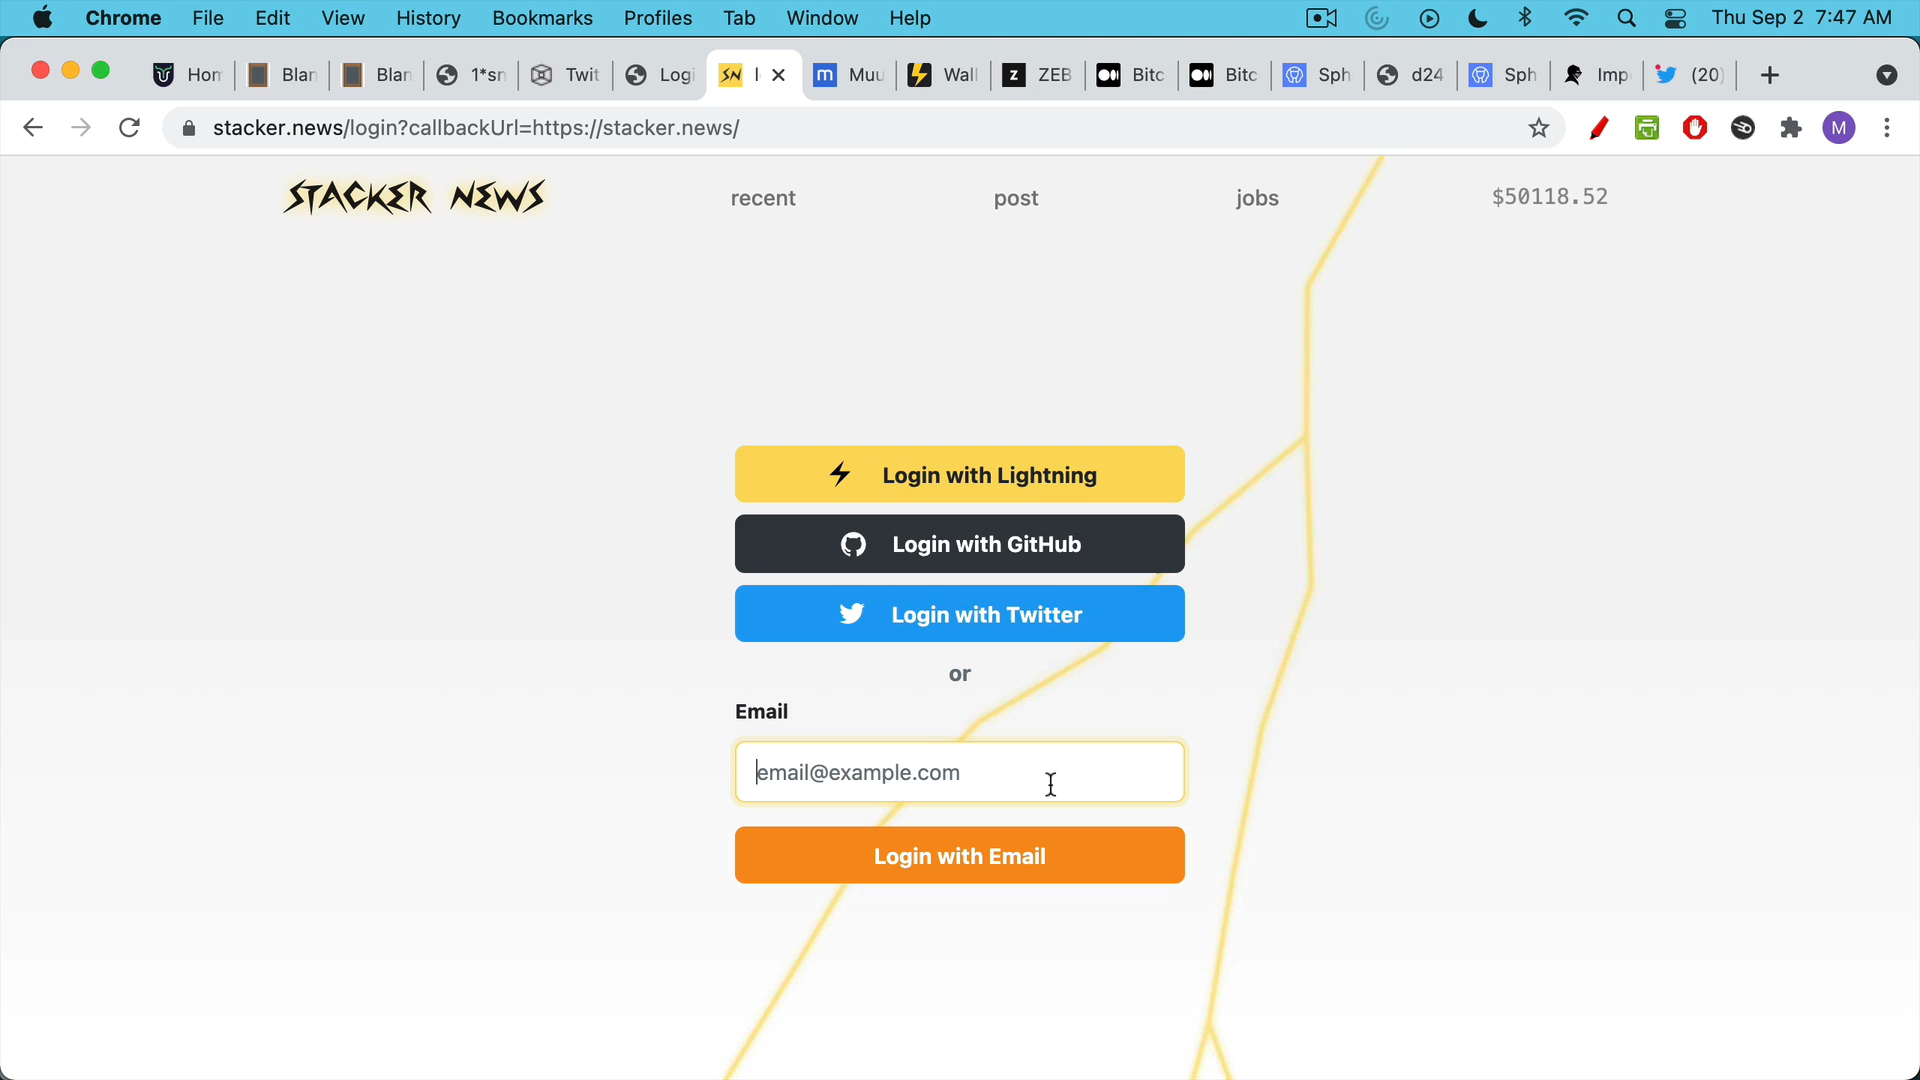 Chrome File Edit View History Bookmarks Profiles Tab Window Help Thu Sep 2 7:47 AM
Hom Blan Blan 1*sn Twit Logi SN l m Muu Wall Z ZEB Bitc Bitc Sph d24 Sph Imp (20)
stacker.news/login?callbackUrl=https://stacker.news/ M
STACKER NEWS recent post jobs $50118.52
Login with Lightning
Login with GitHub
Login with Twitter
or
Email
email@example.com
Login with Email